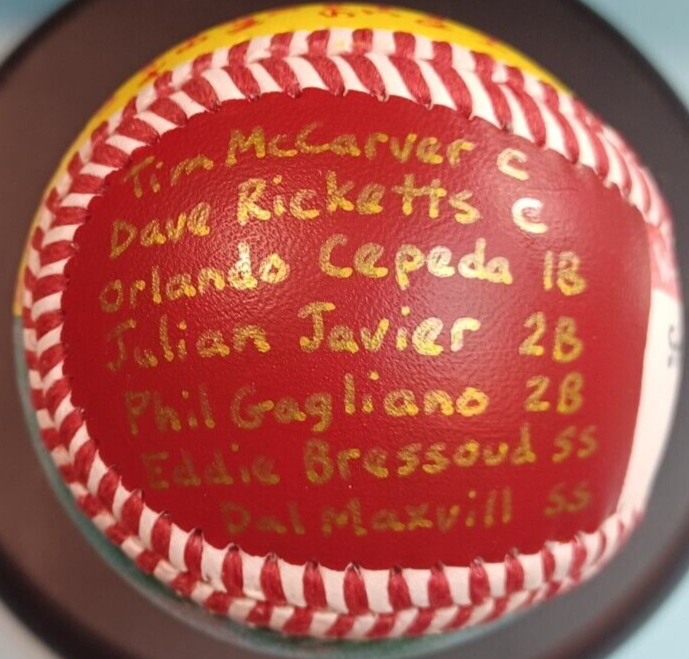 Tim McCarver C
Dave Ricketts C
Orlando Cepeda 1B
Julian Javier 2B
Phil Gagliano 2B
Eddie Bressoud SS
Dal Maxvill SS